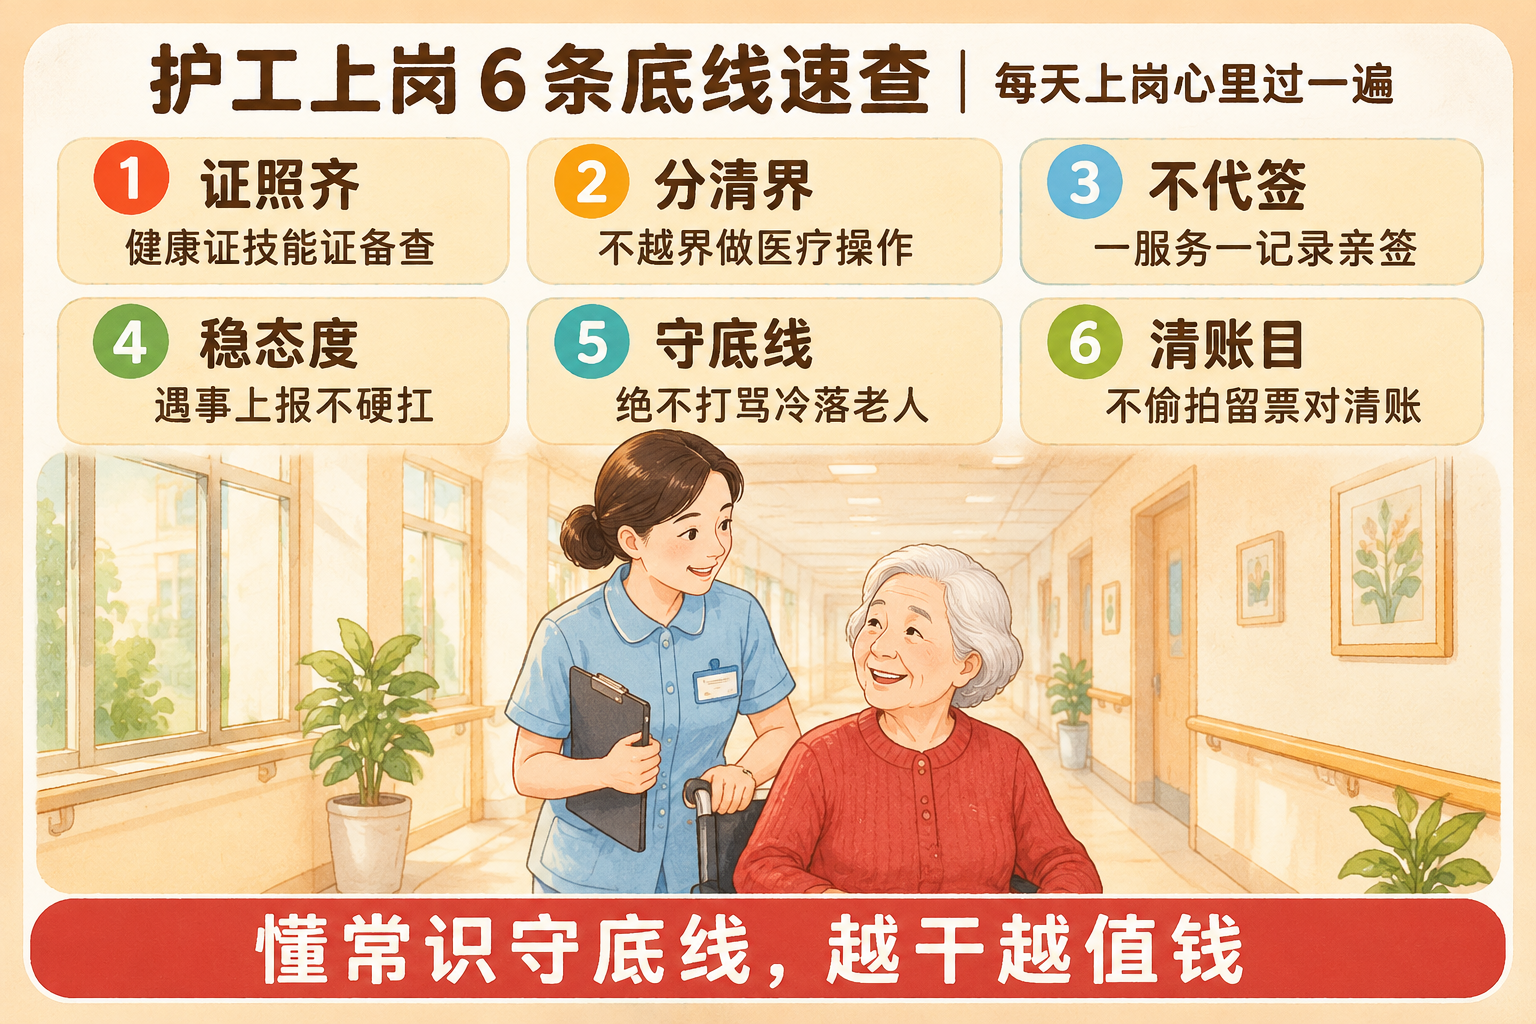 护工上岗6条底线速查 | 每天上岗心里过一遍
1 证照齐
健康证技能证备查
2 分清界
不越界做医疗操作
3 不代签
一服务一记录亲签
4 稳态度
遇事上报不硬扛
5 守底线
绝不打骂冷落老人
6 清账目
不偷拍留票对清账
懂常识守底线，越干越值钱